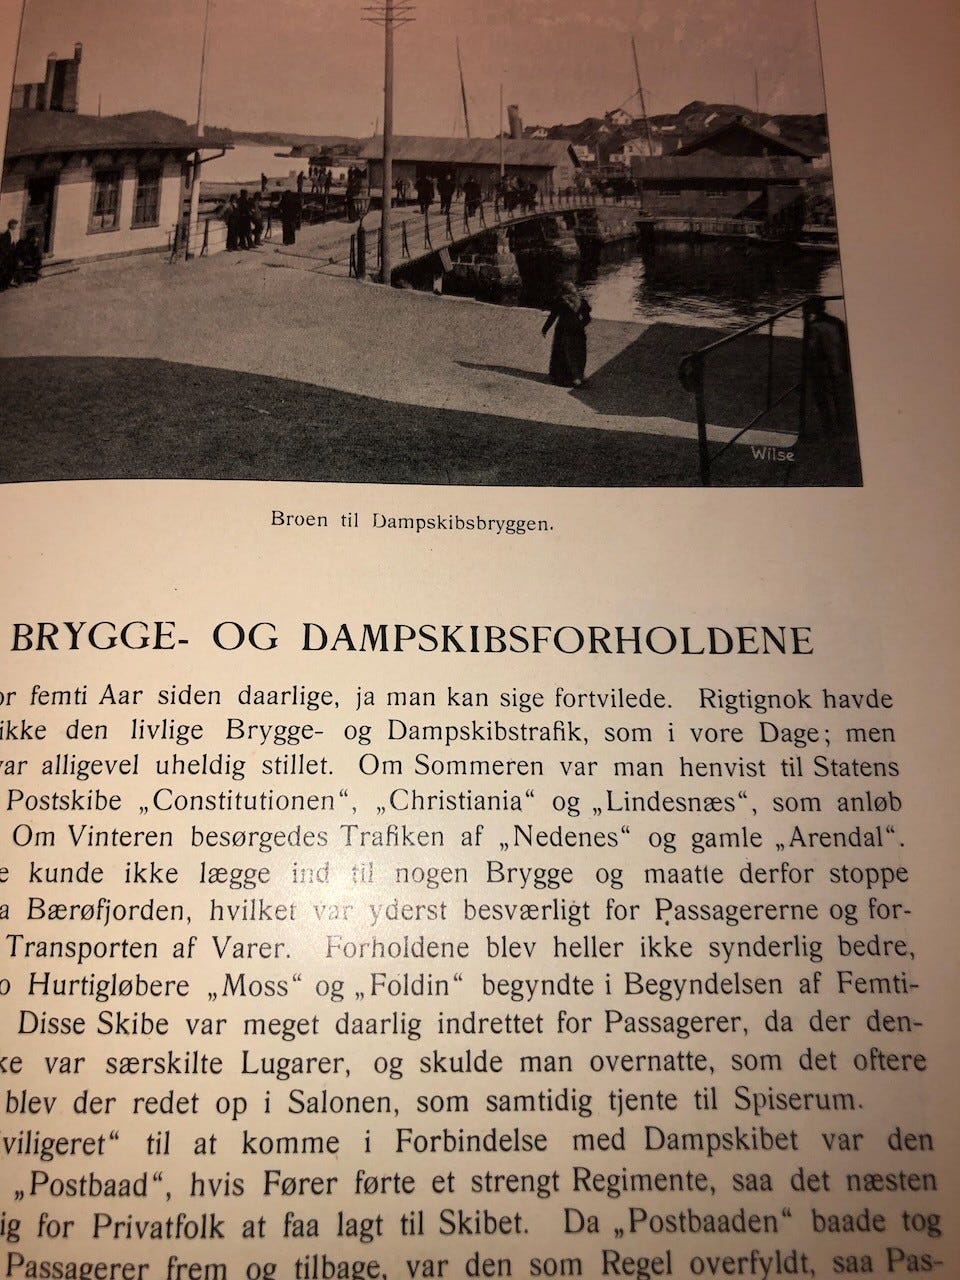 Wilse
Broen til Dampskibsbryggen.
BRYGGE- OG DAMPSKIBSFORHOLDENE
or femti Aar siden daarlige, ja man kan sige fortvilede. Rigtignok havde
ikke den livlige Brygge- og Dampskibstrafik, som i vore Dage; men
var alligevel uheldig stillet. Om Sommeren var man henvist til Statens
Postskibe „Constitutionen“, „Christiania“ og „Lindesnæs“, som anløb
Om Vinteren besørgedes Trafiken af „Nedenes“ og gamle „Arendal“.
e kunde ikke lægge ind til nogen Brygge og maatte derfor stoppe
a Bærøfjorden, hvilket var yderst besværligt for Passagererne og for-
Transporten af Varer. Forholdene blev heller ikke synderlig bedre,
o Hurtigløbere „Moss“ og „Foldin“ begyndte i Begyndelsen af Femti-
Disse Skibe var meget daarlig indrettet for Passagerer, da der den-
ke var særskilte Lugarer, og skulde man overnatte, som det oftere
blev der redet op i Salonen, som samtidig tjente til Spiserum.
viligeret“ til at komme i Forbindelse med Dampskibet var den
„Postbaad“, hvis Fører førte et strengt Regimente, saa det næsten
ig for Privatfolk at faa lagt til Skibet. Da „Postbaaden“ baade tog
Passagerer frem og tilbage, var den som Regel overfyldt, saa Pas-